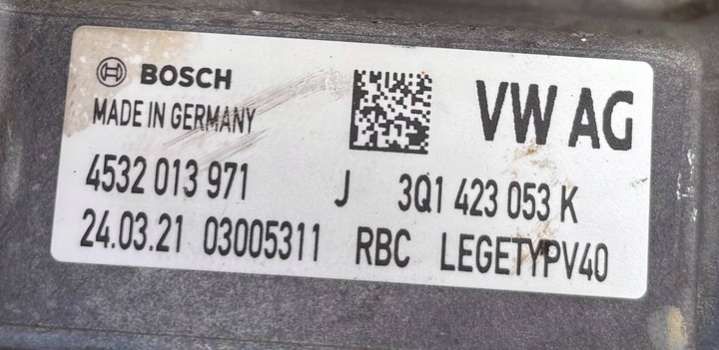 BOSCH
VW AG
MADE IN GERMANY
4532 013 971 J 3Q1 423 053 K
24.03.21 03005311 RBC LEGETYPV40